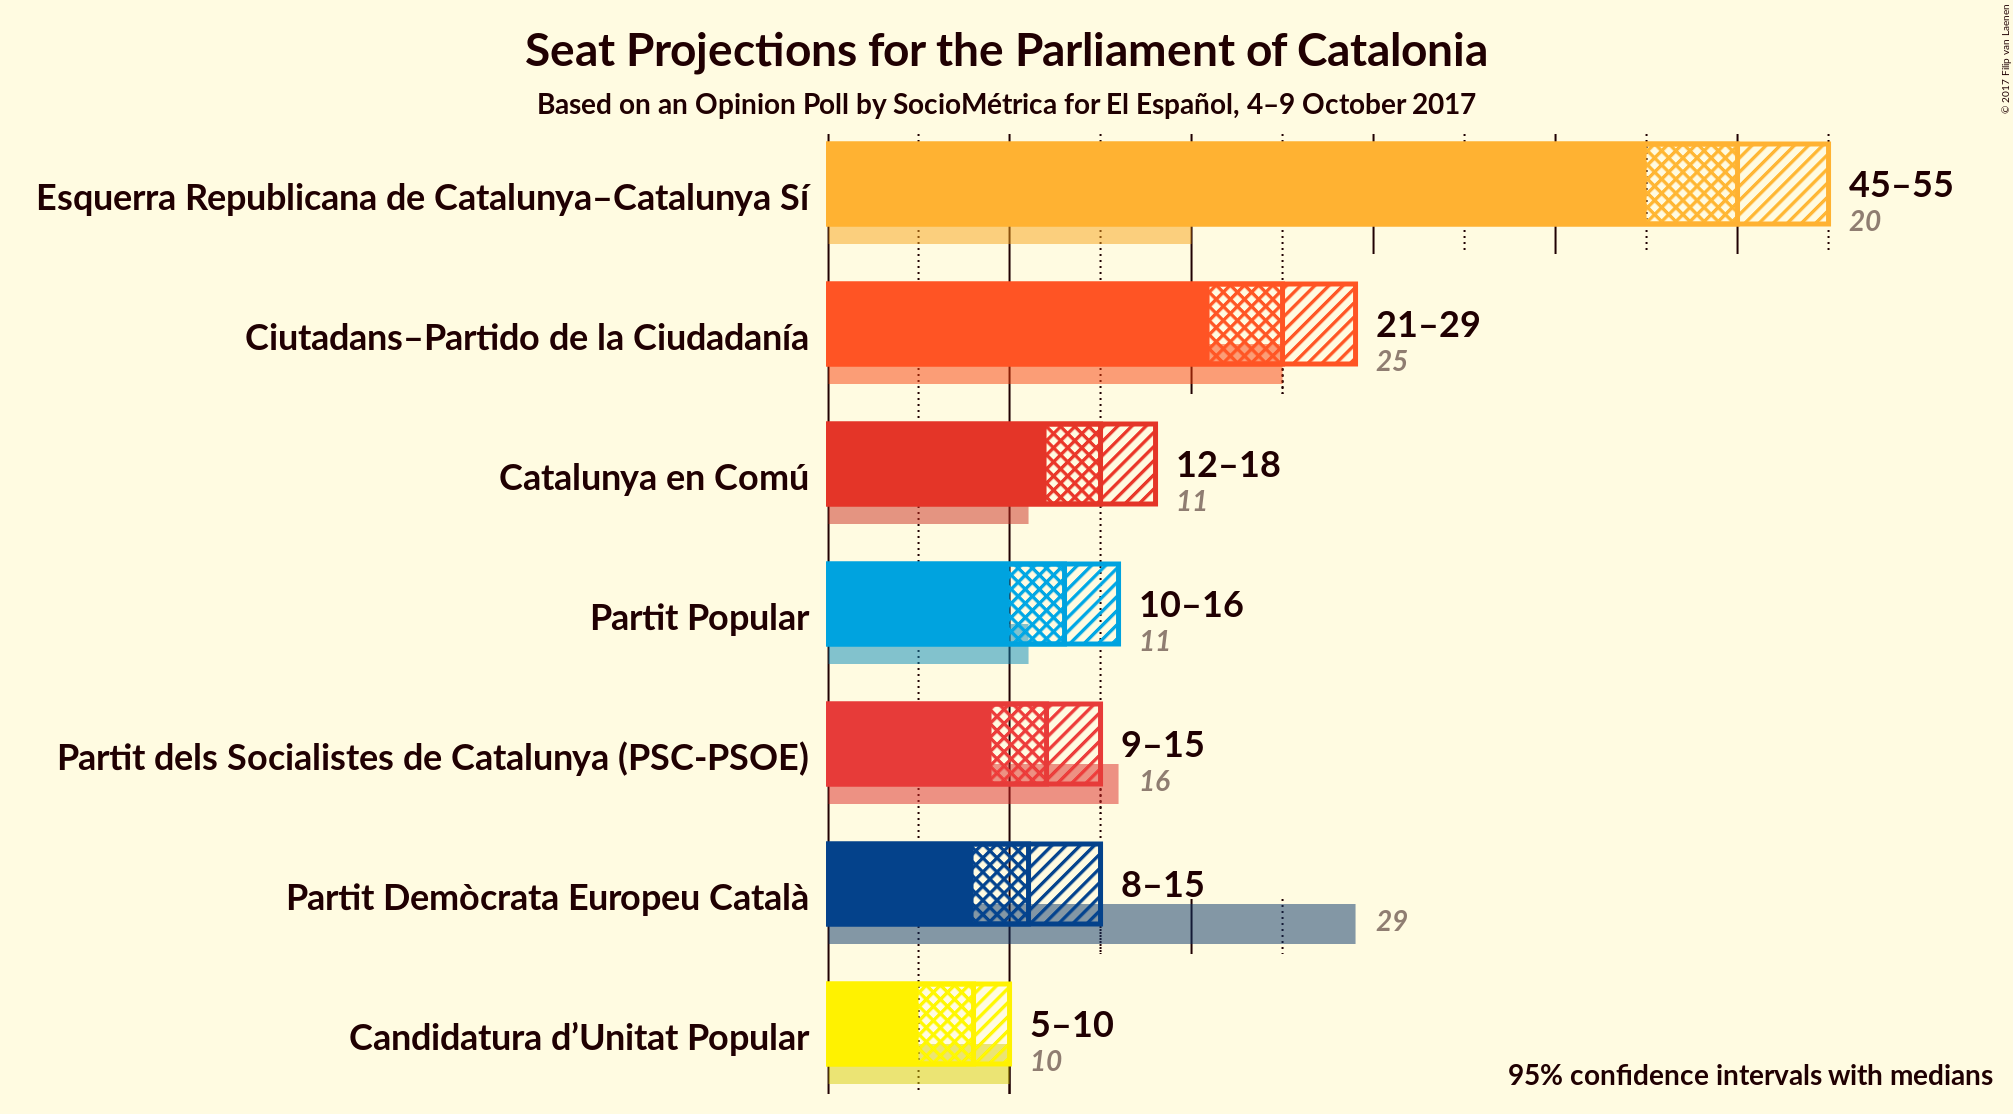 Seat Projections for the Parliament of Catalonia
Based on an Opinion Poll by SocioMétrica for El Español, 4–9 October 2017
© 2017 Filip van Laenen
Esquerra Republicana de Catalunya–Catalunya Sí
45–55
20
Ciutadans–Partido de la Ciudadanía
21–29
25
Catalunya en Comú
12–18
11
Partit Popular
10–16
11
Partit dels Socialistes de Catalunya (PSC-PSOE)
9–15
16
Partit Demòcrata Europeu Català
8–15
29
Candidatura d’Unitat Popular
5–10
10
95% confidence intervals with medians